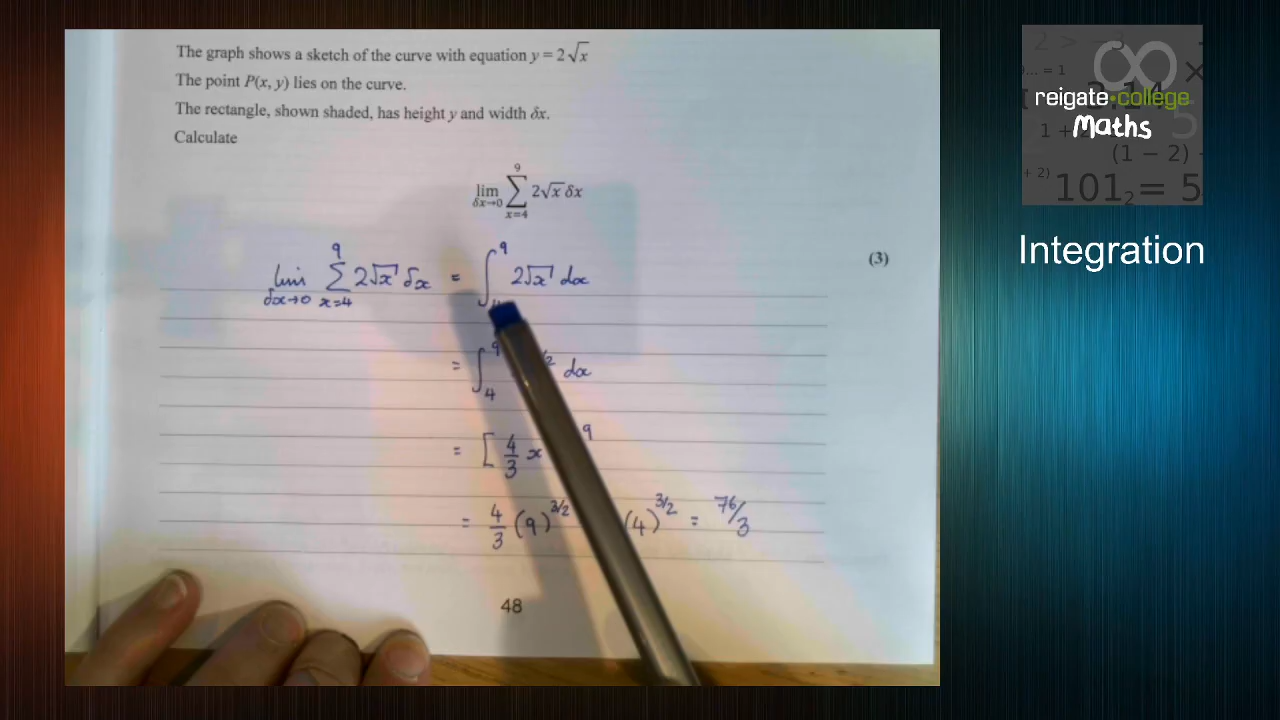 The graph shows a sketch of the curve with equation y = 2√x
The point P(x, y) lies on the curve.
The rectangle, shown shaded, has height y and width δx.
Calculate
lim δx→0 ∑ x=4 9 2√x δx
(3)
lim δx→0 ∑ x=4 9 2√x δx = ∫ 9 2√x dx
= ∫ 4 9 dx
= [ 4/3 x 9
= 4/3 (9)^3/2 (4)^3/2 = 76/3
48
reigate·college
Maths
101₂ = 5
Integration